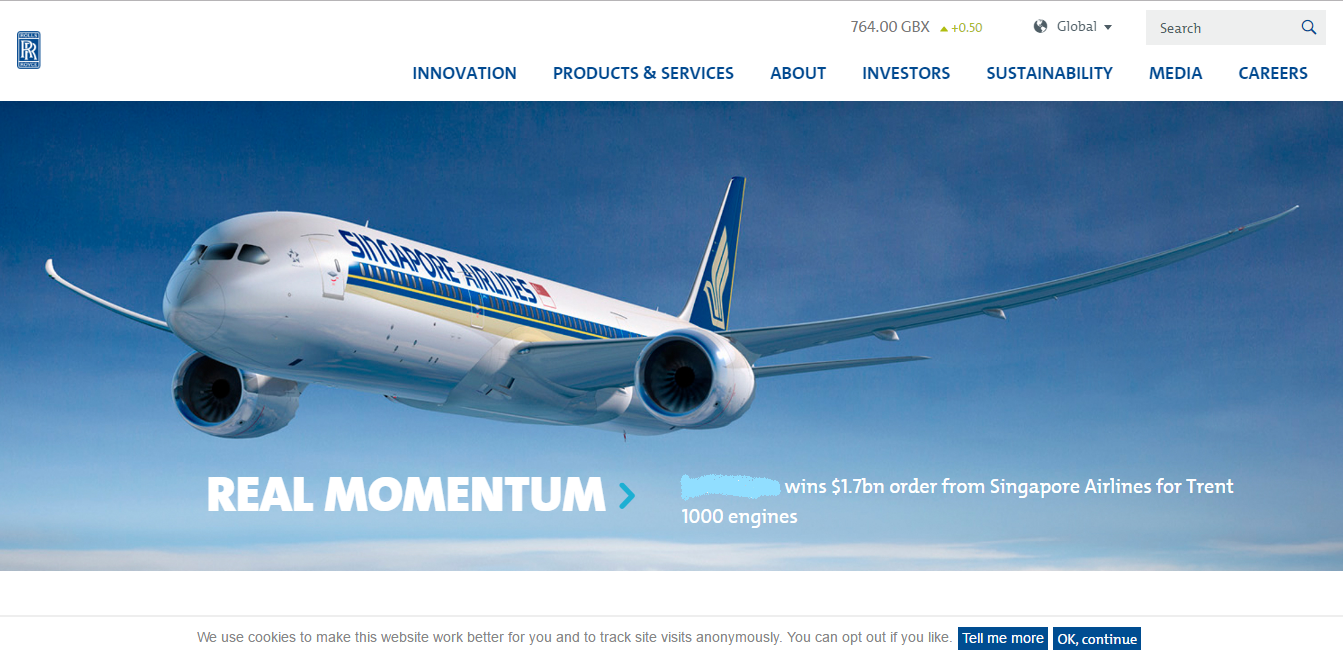 ROLLS
RR
ROYCE
764.00 GBX +0.50
Global
Search
INNOVATION PRODUCTS & SERVICES ABOUT INVESTORS SUSTAINABILITY MEDIA CAREERS
SINGAPORE AIRLINES
REAL MOMENTUM
wins $1.7bn order from Singapore Airlines for Trent
1000 engines
We use cookies to make this website work better for you and to track site visits anonymously. You can opt out if you like. Tell me more OK, continue